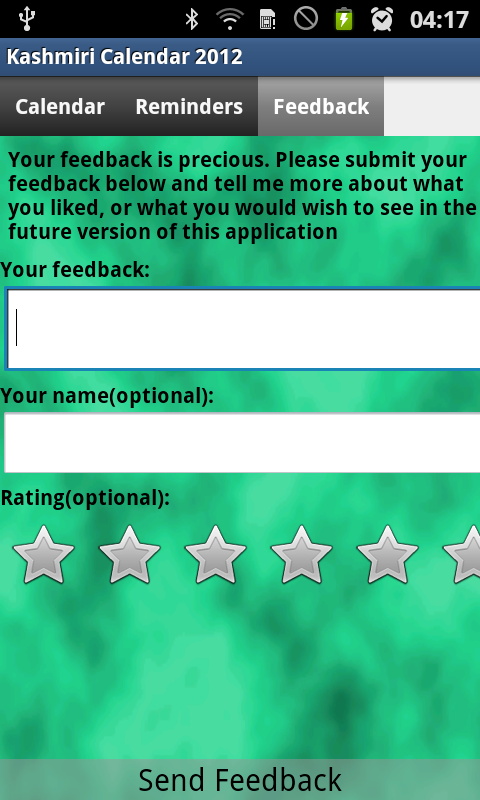 04:17
Kashmiri Calendar 2012
Calendar Reminders Feedback
Your feedback is precious. Please submit your
feedback below and tell me more about what
you liked, or what you would wish to see in the
future version of this application
Your feedback:
Your name(optional):
Rating(optional):
Send Feedback